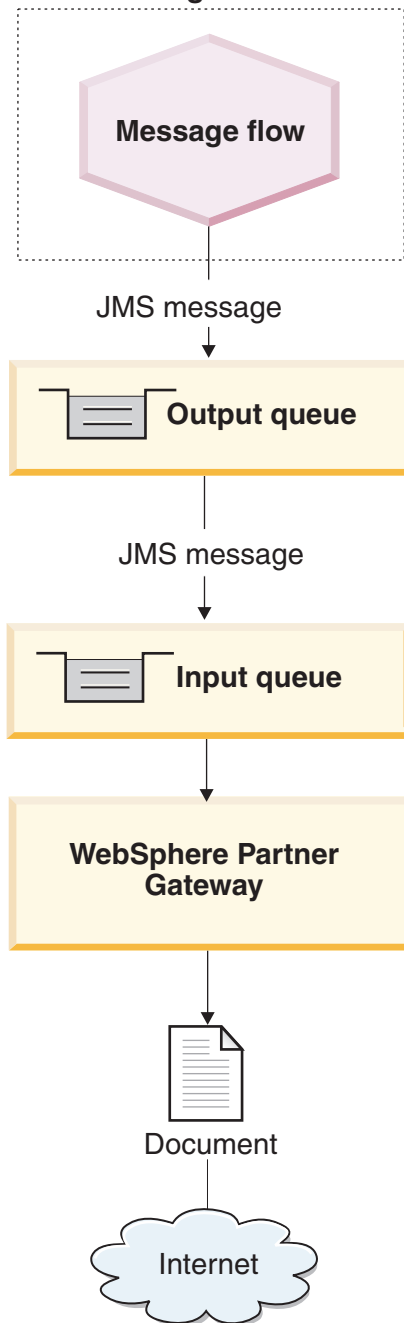 Message flow
JMS message
Output queue
JMS message
Input queue
WebSphere Partner
Gateway
Document
Internet